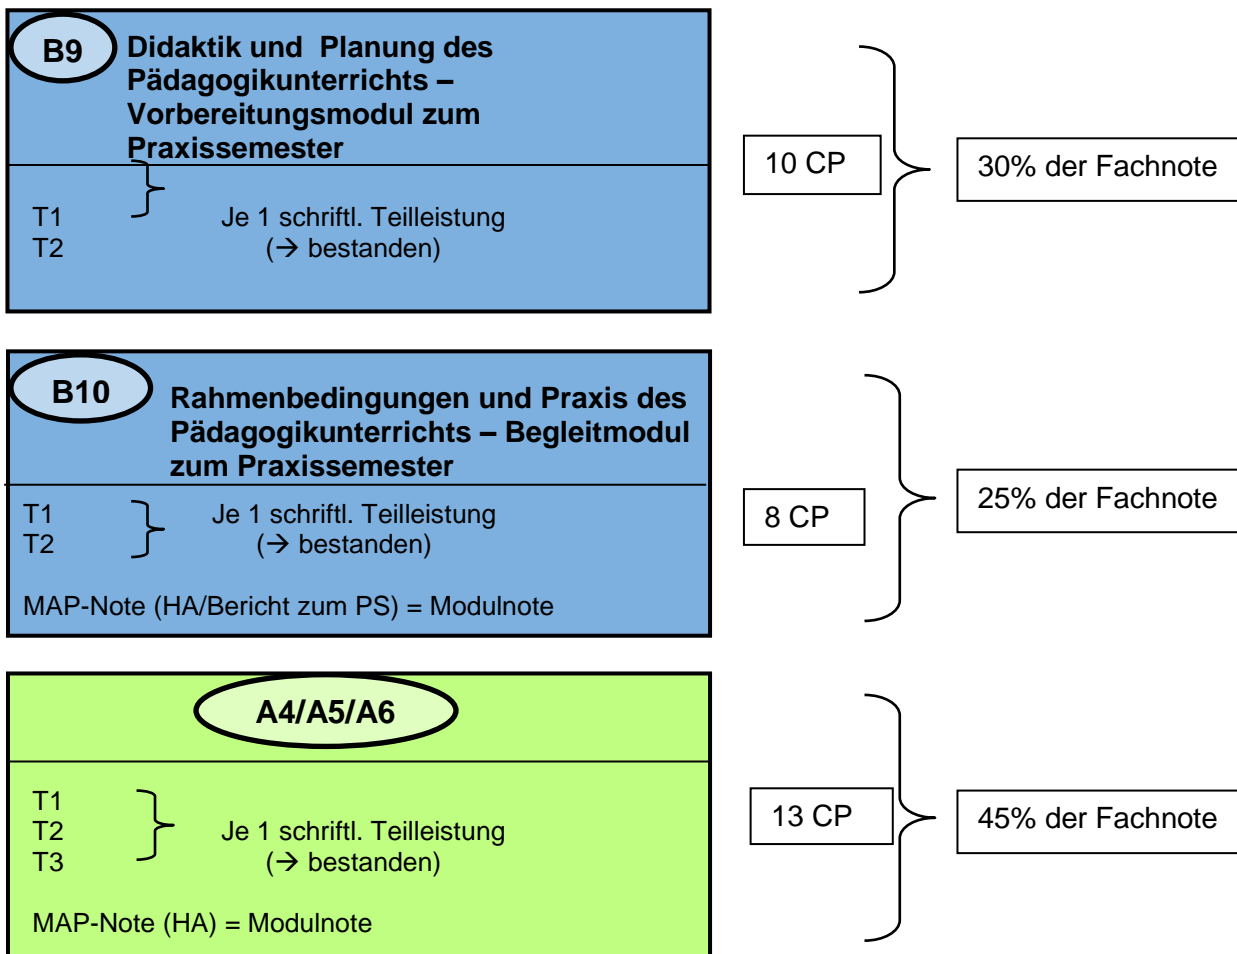 B9
Didaktik und Planung des
Pädagogikunterrichts –
Vorbereitungsmodul zum
Praxissemester
T1 Je 1 schriftl. Teilleistung
T2 (→ bestanden)
10 CP
30% der Fachnote
B10
Rahmenbedingungen und Praxis des
Pädagogikunterrichts – Begleitmodul
zum Praxissemester
T1 Je 1 schriftl. Teilleistung
T2 (→ bestanden)
MAP-Note (HA/Bericht zum PS) = Modulnote
8 CP
25% der Fachnote
A4/A5/A6
T1
T2 Je 1 schriftl. Teilleistung
T3 (→ bestanden)
MAP-Note (HA) = Modulnote
13 CP
45% der Fachnote